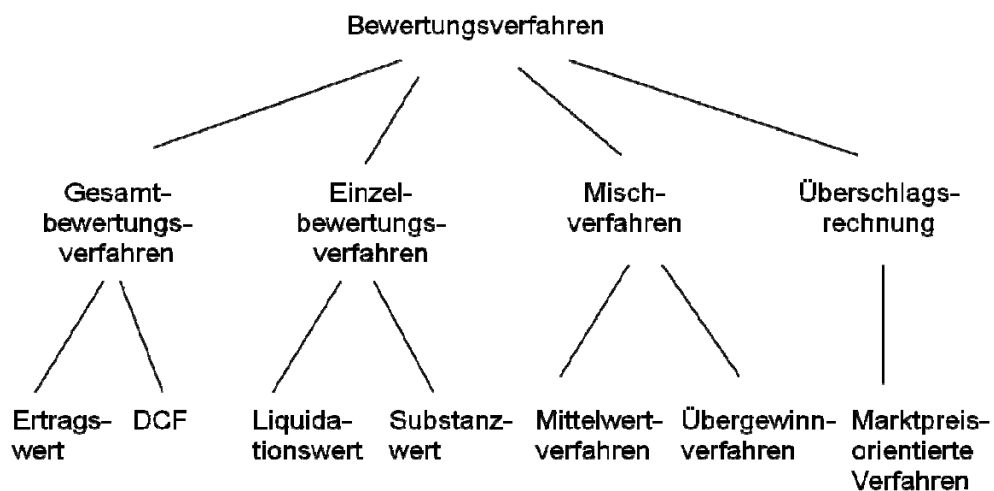 Bewertungsverfahren
Gesamt-
bewertungs-
verfahren
Einzel-
bewertungs-
verfahren
Misch-
verfahren
Überschlags-
rechnung
Ertrags-
wert
DCF
Liquida-
tionswert
Substanz-
wert
Mittelwert-
verfahren
Übergewinn-
verfahren
Marktpreis-
orientierte
Verfahren